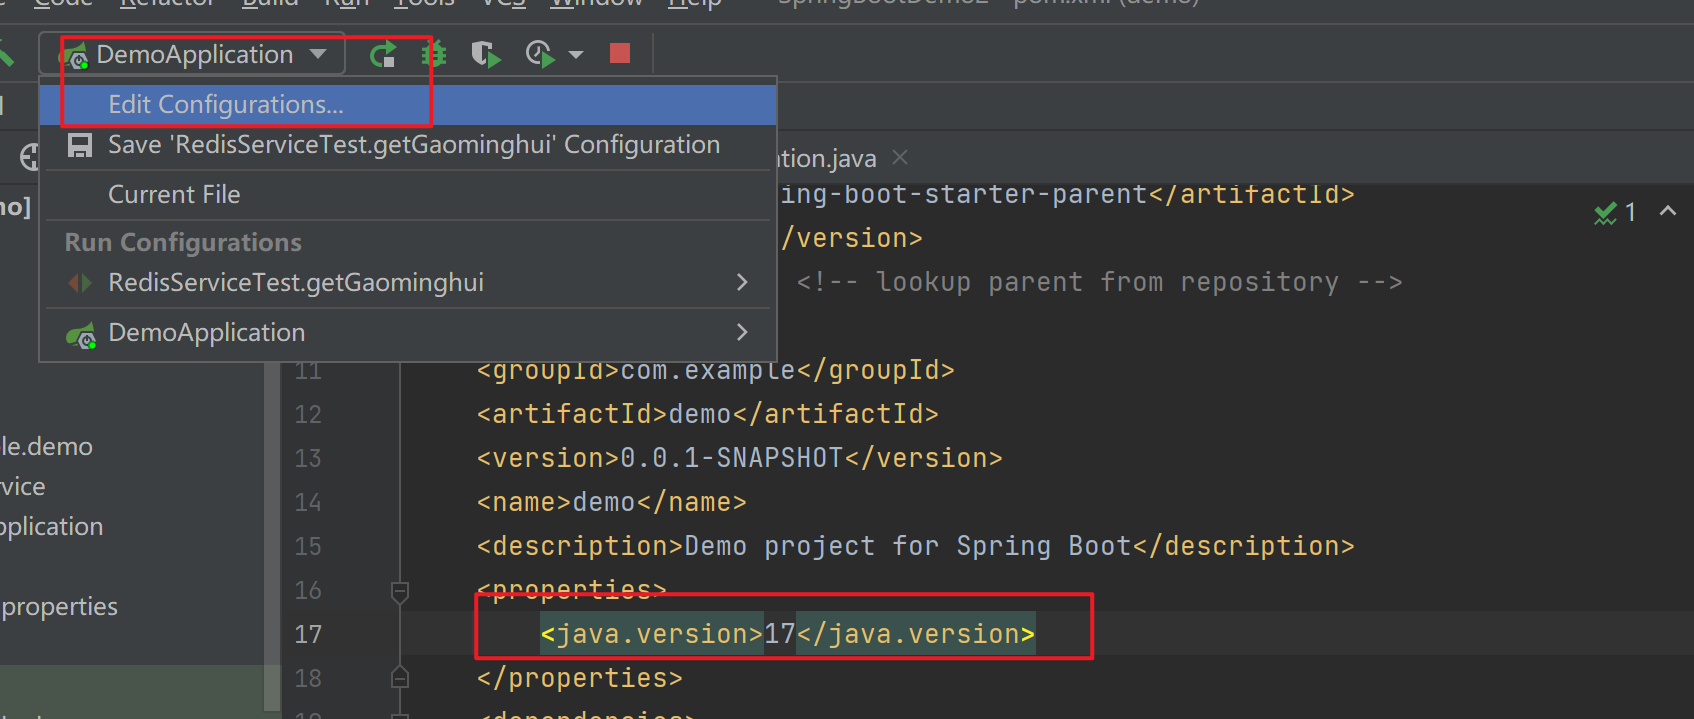 Code Refactor Build Run Tools VCS Window Help SpringBootDemo2 - pom.xml (demo)
DemoApplication
Edit Configurations...
Save 'RedisServiceTest.getGaominghui' Configuration
Current File
Run Configurations
RedisServiceTest.getGaominghui
DemoApplication
tion.java
no]
ing-boot-starter-parent</artifactId>
1
/version>
<!-- lookup parent from repository -->
11 <groupId>com.example</groupId>
12 <artifactId>demo</artifactId>
13 <version>0.0.1-SNAPSHOT</version>
14 <name>demo</name>
15 <description>Demo project for Spring Boot</description>
16 <properties>
17 <java.version>17</java.version>
18 </properties>
19 <dependencies>
le.demo
vice
pplication
properties